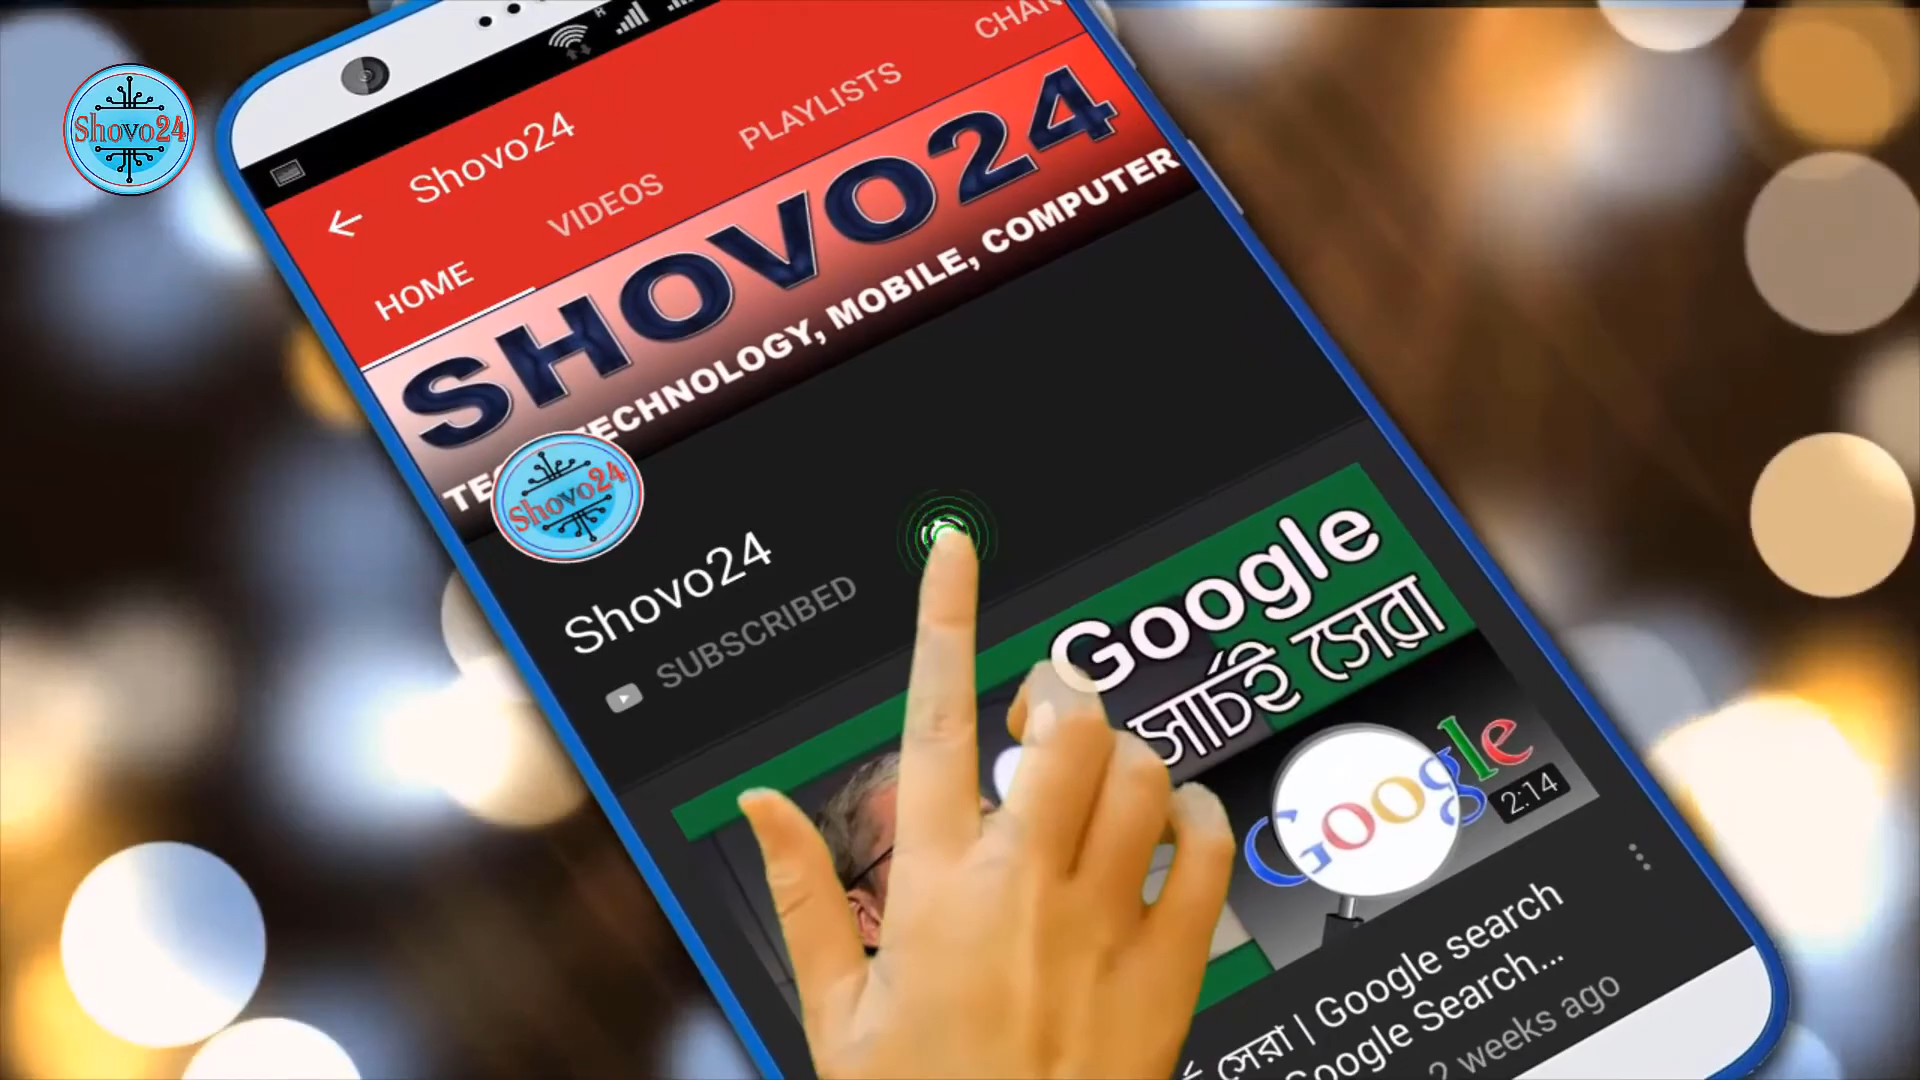 Shovo24
Shovo24
CHAN
PLAYLISTS
VIDEOS
HOME
SHOVO24
TECHNOLOGY, MOBILE, COMPUTER
Shovo24
Shovo24
SUBSCRIBED
Google
সার্চই সেরা
Google
2:14
সেরা | Google search
Google Search...
2 weeks ago